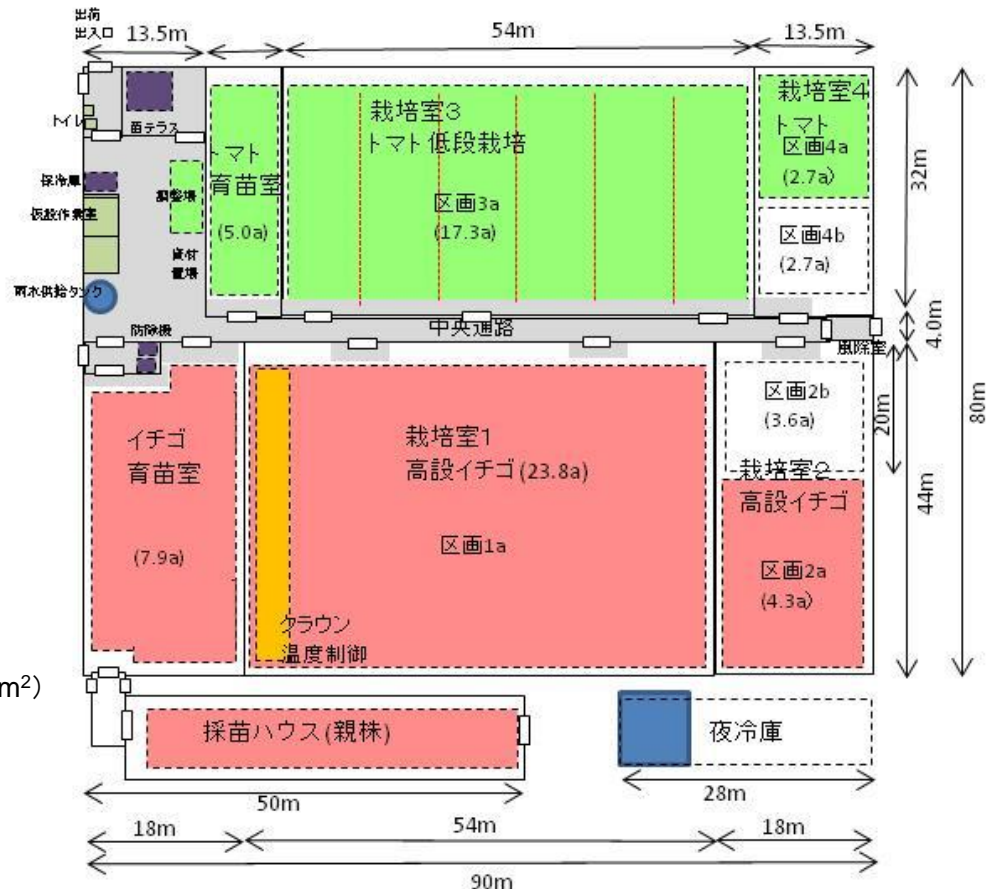 出荷
出入口
13.5m
54m
13.5m
トイレ
苗テラス
保冷庫
調整場
仮設作業室
資材
置場
雨水供給タンク
防除機
トマト
育苗室
(5.0a)
栽培室3
トマト低段栽培
区画3a
(17.3a)
栽培室4
トマト
区画4a
(2.7a)
区画4b
(2.7a)
32m
中央通路
4.0m
風除室
80m
イチゴ
育苗室
(7.9a)
栽培室1
高設イチゴ(23.8a)
区画1a
クラウン
温度制御
区画2b
(3.6a)
20m
栽培室2
高設イチゴ
区画2a
(4.3a)
44m
m²)
採苗ハウス(親株)
夜冷庫
50m
28m
18m
54m
18m
90m